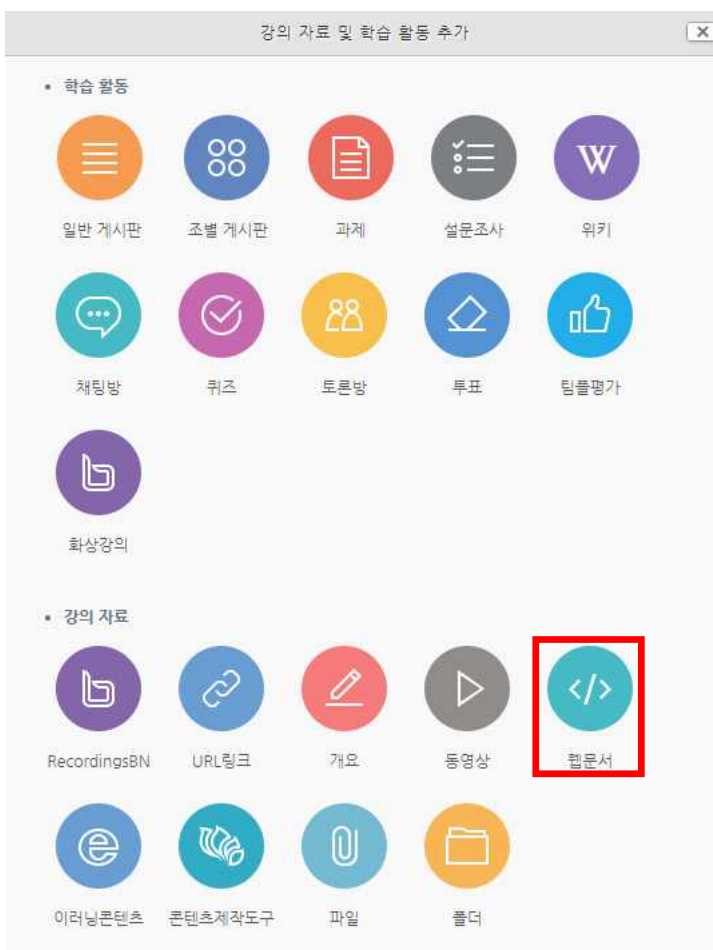 강의 자료 및 학습 활동 추가
• 학습 활동
일반 게시판 조별 게시판 과제 설문조사 위키
채팅방 퀴즈 토론방 투표 팀플평가
화상강의
• 강의 자료
RecordingsBN URL링크 개요 동영상 웹문서
이러닝콘텐츠 콘텐츠제작도구 파일 폴더